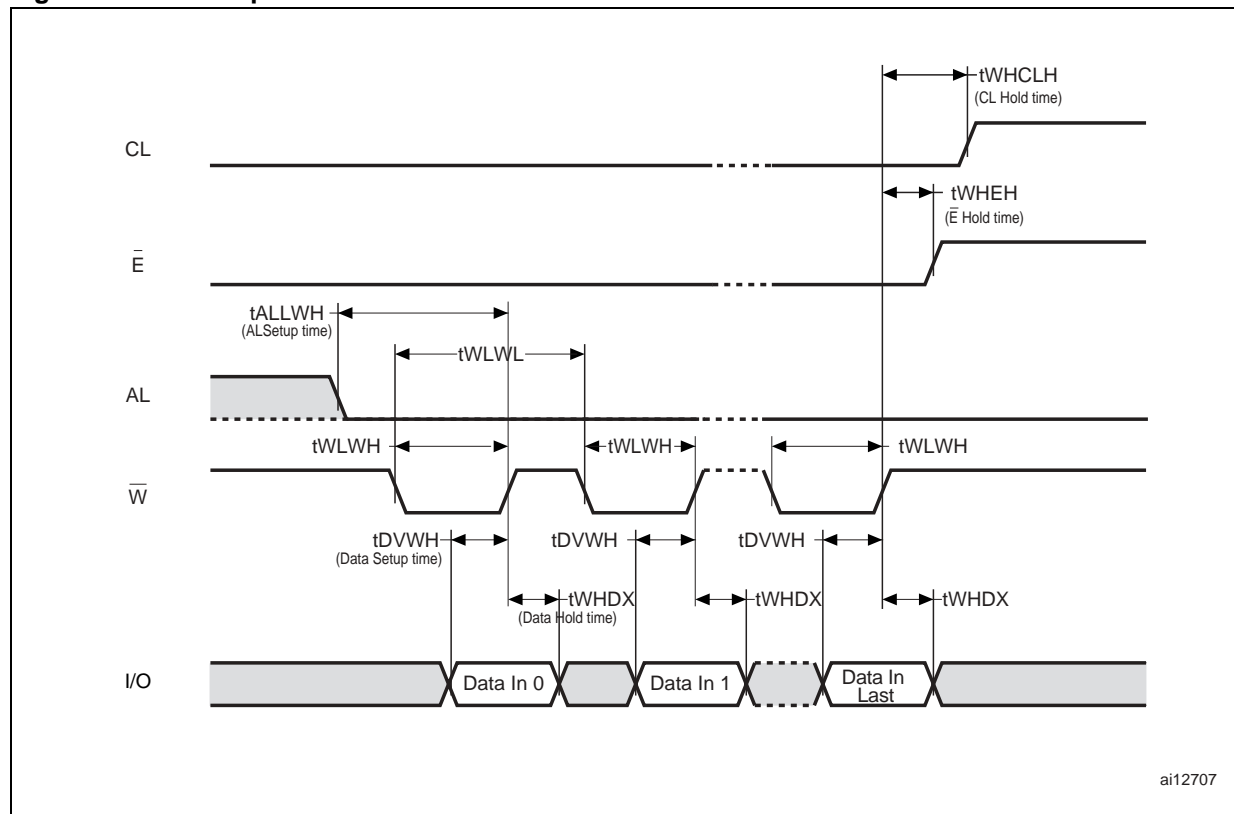 tWHCLH
(CL Hold time)
CL
tWHEH
(E̅ Hold time)
E̅
tALLWH
(ALSetup time)
tWLWL
AL
tWLWH
tWLWH
tWLWH
W̅
tDVWH
(Data Setup time)
tDVWH
tDVWH
tWHDX
(Data Hold time)
tWHDX
tWHDX
I/O
Data In 0
Data In 1
Data In
Last
ai12707